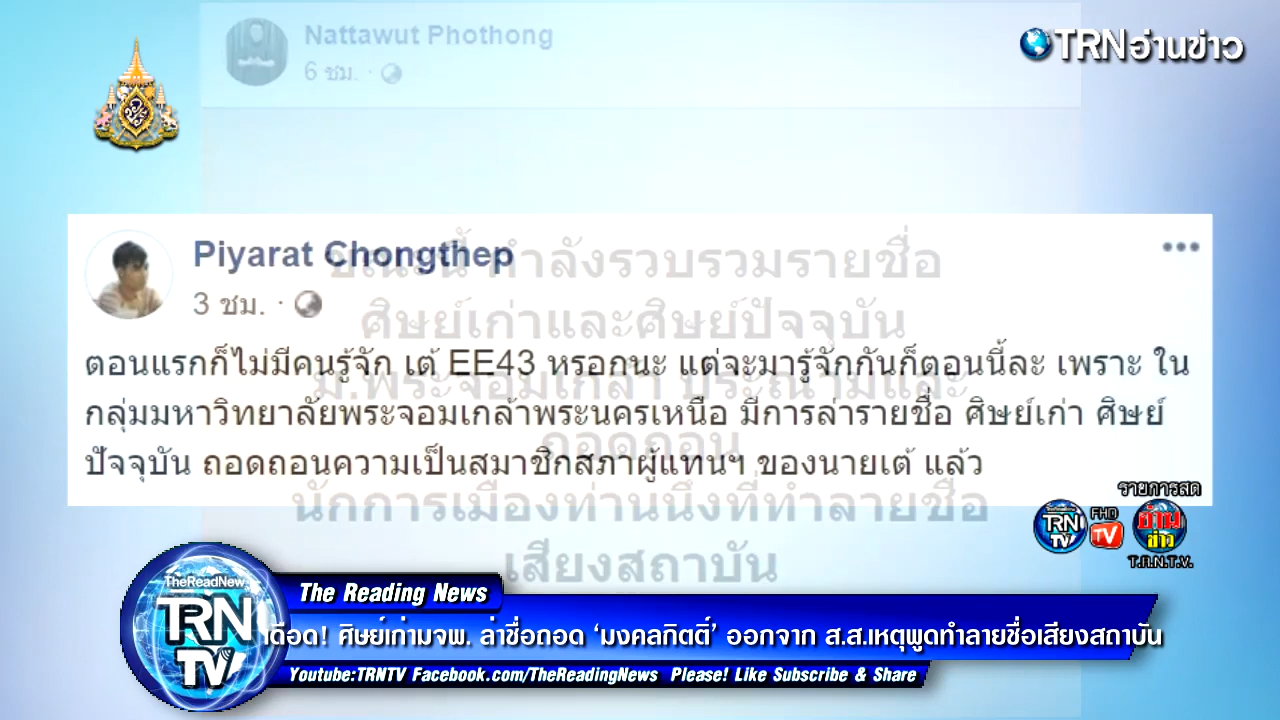 Nattawut Phothong
6 ชม.
TRNอ่านข่าว
Piyarat Chongthep
3 ชม.
ตอนแรกก็ไม่มีคนรู้จัก เต้ EE43 หรอกนะ แต่จะมารู้จักกันก็ตอนนี้ละ เพราะ ใน
กลุ่มมหาวิทยาลัยพระจอมเกล้าพระนครเหนือ มีการล่ารายชื่อ ศิษย์เก่า ศิษย์
ปัจจุบัน ถอดถอนความเป็นสมาชิกสภาผู้แทนฯ ของนายเต้ แล้ว
ขณะนี้ กำลังรวบรวมรายชื่อ
ศิษย์เก่าและศิษย์ปัจจุบัน
ม.พระจอมเกล้า ประณามและ
ถอดถอน
นักการเมืองท่านนึงที่ทำลายชื่อ
เสียงสถาบัน
รายการสด
TRN TV
FHD TV
อ่าน ข่าว
T.R.N.T.V.
TheReadNew
TRN
TV
The Reading News
เดือด! ศิษย์เก่ามจพ. ล่าชื่อถอด ‘มงคลกิตติ์’ ออกจาก ส.ส.เหตุพูดทำลายชื่อเสียงสถาบัน
Youtube:TRNTV Facebook.com/TheReadingNews Please! Like Subscribe & Share